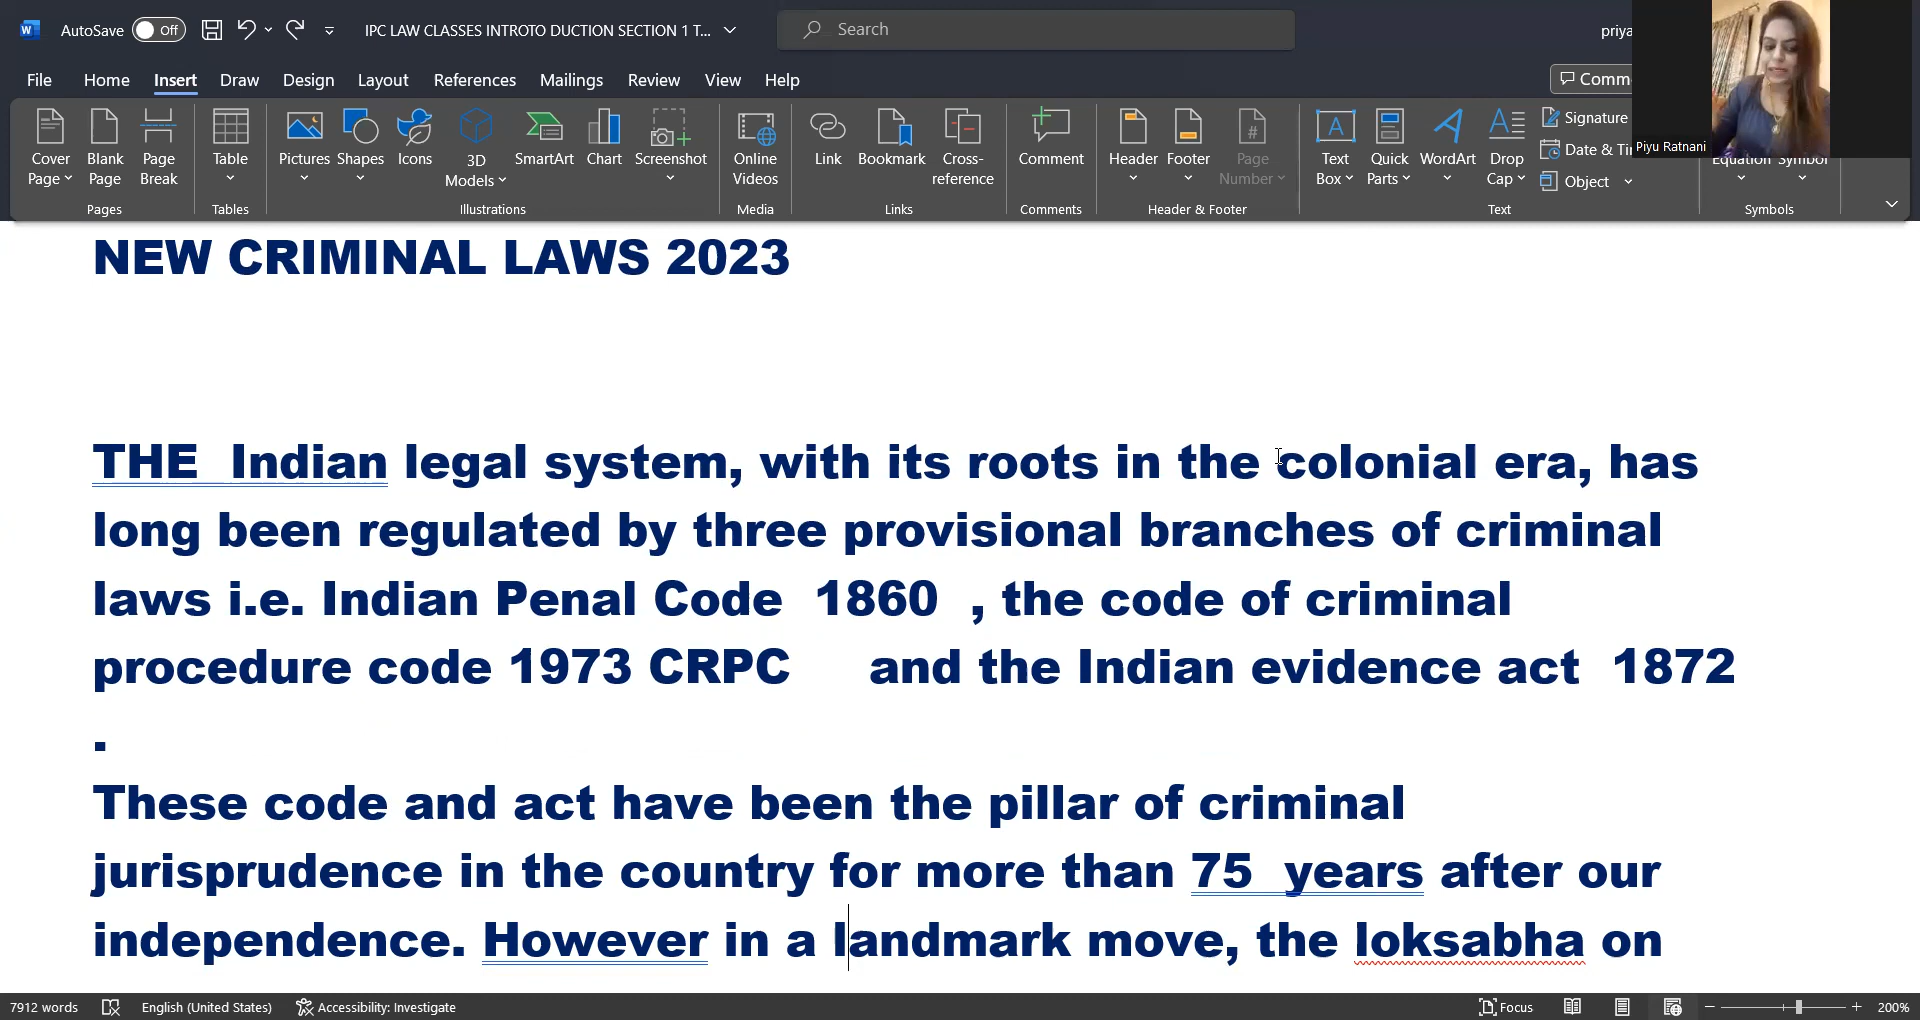 AutoSave Off IPC LAW CLASSES INTROTO DUCTION SECTION 1 T... Search priya
File Home Insert Draw Design Layout References Mailings Review View Help Comm
Cover Page Blank Page Page Break Table Pictures Shapes Icons 3D Models SmartArt Chart Screenshot Online Videos Link Bookmark Cross-reference Comment Header Footer Page Number Text Box Quick Parts WordArt Drop Cap Signature Date & Ti Object Equation Symbol
Piyu Ratnani
Pages Tables Illustrations Media Links Comments Header & Footer Text Symbols
NEW CRIMINAL LAWS 2023
THE Indian legal system, with its roots in the colonial era, has
long been regulated by three provisional branches of criminal
laws i.e. Indian Penal Code 1860 , the code of criminal
procedure code 1973 CRPC and the Indian evidence act 1872
.
These code and act have been the pillar of criminal
jurisprudence in the country for more than 75 years after our
independence. However in a landmark move, the loksabha on
7912 words English (United States) Accessibility: Investigate Focus 200%